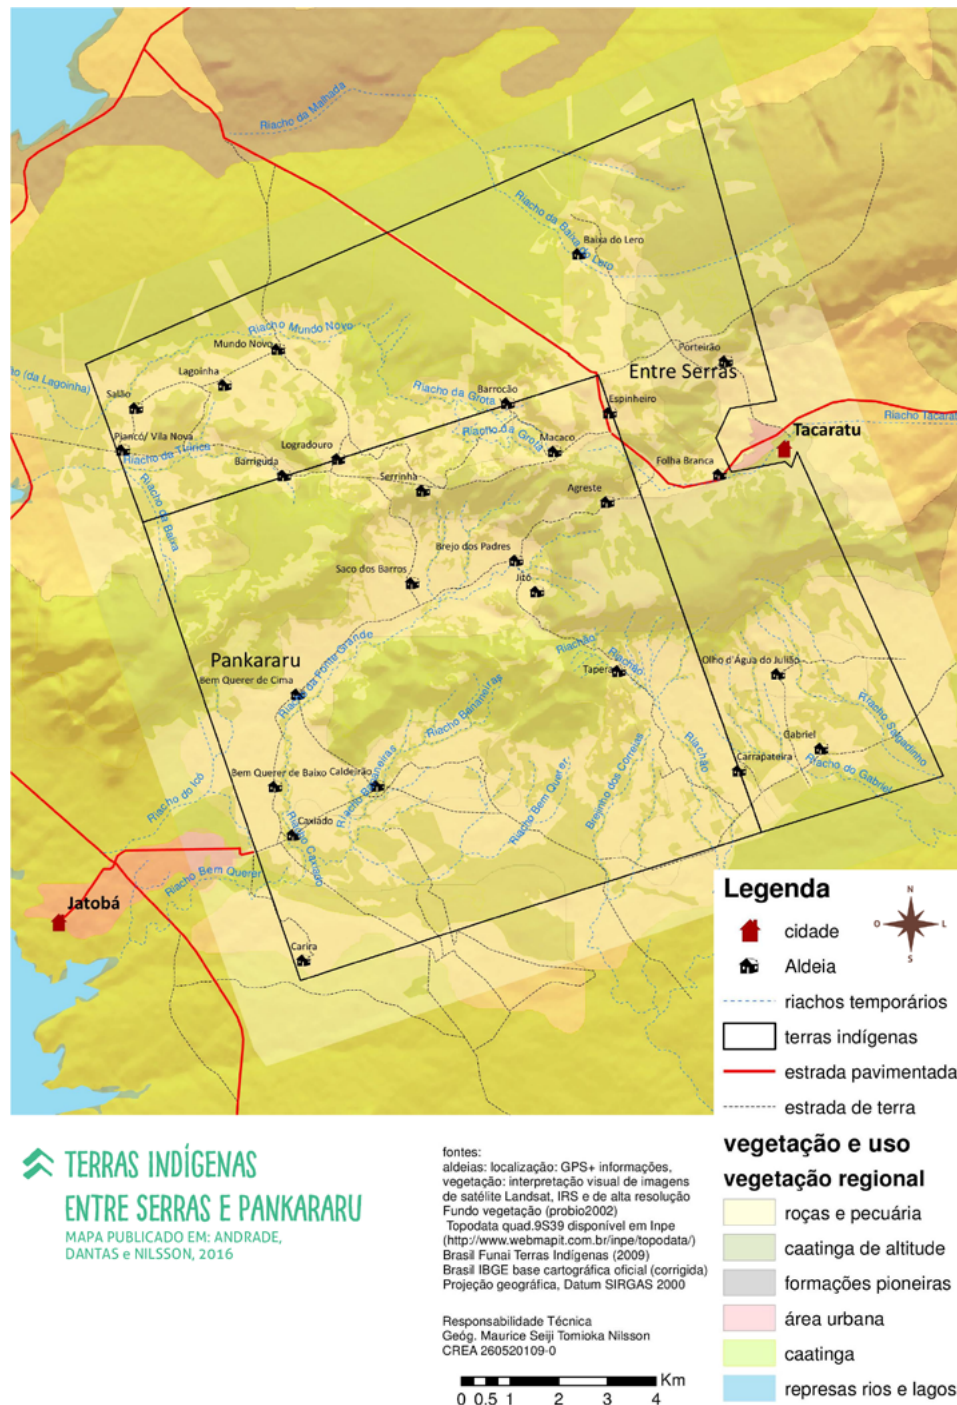 Riacho da Malhada
Riacho da Baixa do Lero
Baixa do Lero
Riacho Mundo Novo
Mundo Novo
Porteirão
Entre Serras
Lagoinha
(da Lagoinha)
Salão
Riacho da Grota
Barrocão
Espinheiro
Riacho Tacarat
Tacaratu
Piancó/ Vila Nova
Riacho da Tiririca
Logradouro
Riacho da Grota
Macaco
Barriguda
Serrinha
Folha Branca
Agreste
Riacho da Baixa
Brejo dos Padres
Saco dos Barros
Jitó
Riacho da Fonte Grande
Pankararu
Bem Querer de Cima
Riachão
Riachão
Tapera
Olho d'Água do Julião
Riacho Salgadinho
Riacho Bananeiras
Gabriel
Riachão
Carrapateira
Riacho do Gabriel
Bem Querer de Baixo
Caldeirão
Riacho Bananeiras
Riacho do Icó
Riacho Bem Querer
Brejinho dos Correias
Caxiado
Riacho Caxiado
Riacho Bem Querer
Jatobá
Carira
Legenda
N
O
L
S
cidade
Aldeia
riachos temporários
terras indígenas
estrada pavimentada
estrada de terra
vegetação e uso
vegetação regional
roças e pecuária
caatinga de altitude
formações pioneiras
área urbana
caatinga
represas rios e lagos
TERRAS INDÍGENAS
ENTRE SERRAS E PANKARARU
MAPA PUBLICADO EM: ANDRADE,
DANTAS e NILSSON, 2016
fontes:
aldeias: localização: GPS+ informações,
vegetação: interpretação visual de imagens
de satélite Landsat, IRS e de alta resolução
Fundo vegetação (probio2002)
Topodata quad.9S39 disponível em Inpe
(http://www.webmapit.com.br/inpe/topodata/)
Brasil Funai Terras Indígenas (2009)
Brasil IBGE base cartográfica oficial (corrigida)
Projeção geográfica, Datum SIRGAS 2000
Responsabilidade Técnica
Geóg. Maurice Seiji Tomioka Nilsson
CREA 260520109-0
Km
0 0.5 1 2 3 4